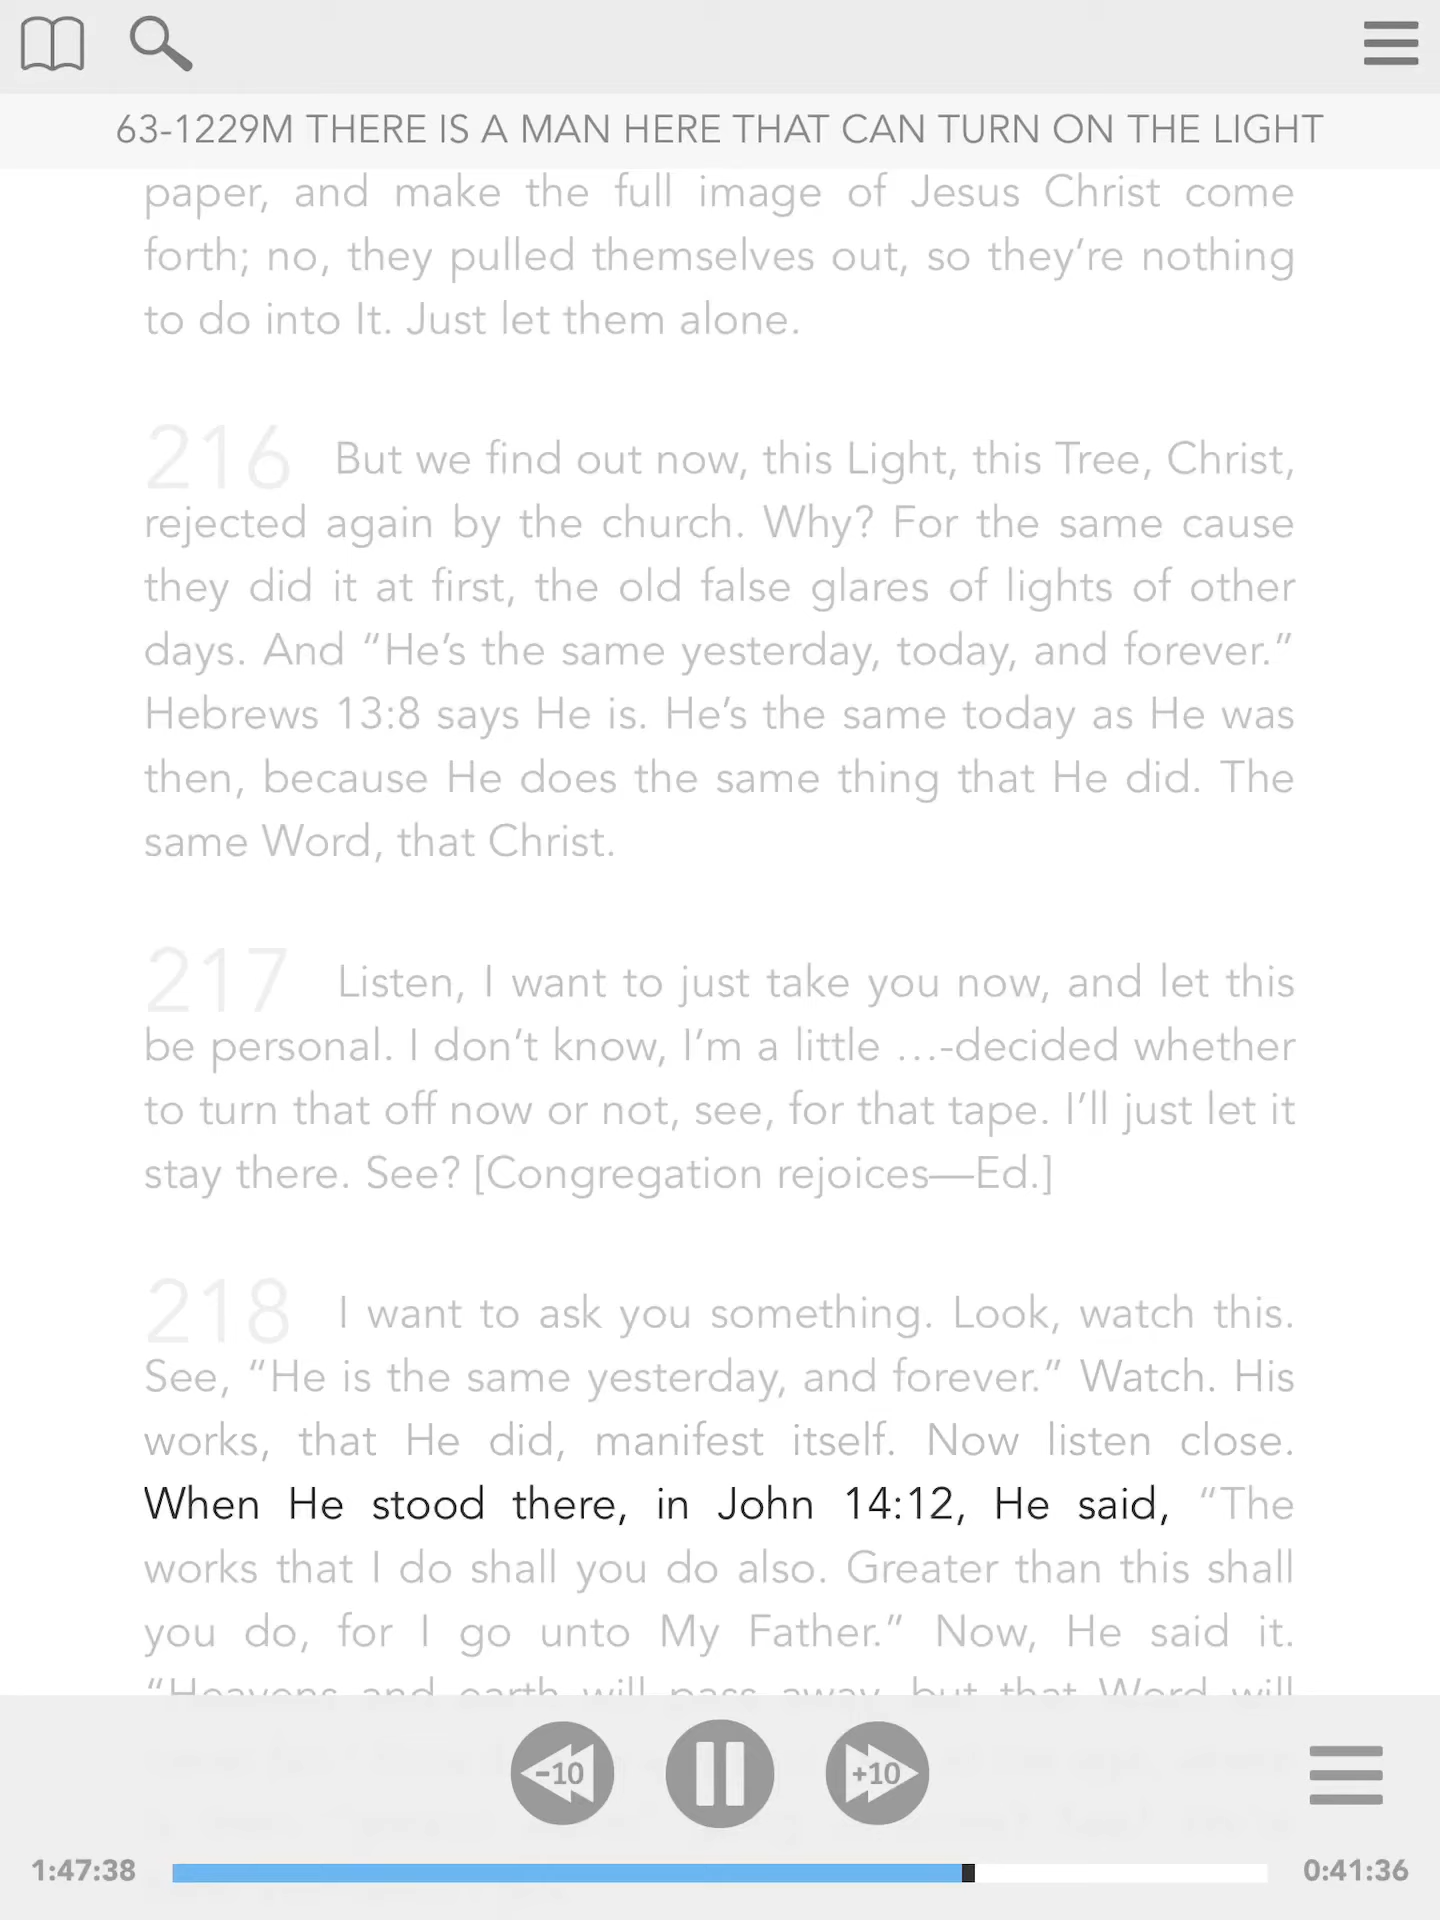 63-1229M THERE IS A MAN HERE THAT CAN TURN ON THE LIGHT
paper, and make the full image of Jesus Christ come
forth; no, they pulled themselves out, so they’re nothing
to do into It. Just let them alone.
216 But we find out now, this Light, this Tree, Christ,
rejected again by the church. Why? For the same cause
they did it at first, the old false glares of lights of other
days. And “He’s the same yesterday, today, and forever.”
Hebrews 13:8 says He is. He’s the same today as He was
then, because He does the same thing that He did. The
same Word, that Christ.
217 Listen, I want to just take you now, and let this
be personal. I don’t know, I’m a little …-decided whether
to turn that off now or not, see, for that tape. I’ll just let it
stay there. See? [Congregation rejoices—Ed.]
218 I want to ask you something. Look, watch this.
See, “He is the same yesterday, and forever.” Watch. His
works, that He did, manifest itself. Now listen close.
When He stood there, in John 14:12, He said, “The
works that I do shall you do also. Greater than this shall
you do, for I go unto My Father.” Now, He said it.
“Heavens and earth will pass away, but that Word will
-10 +10
1:47:38 0:41:36